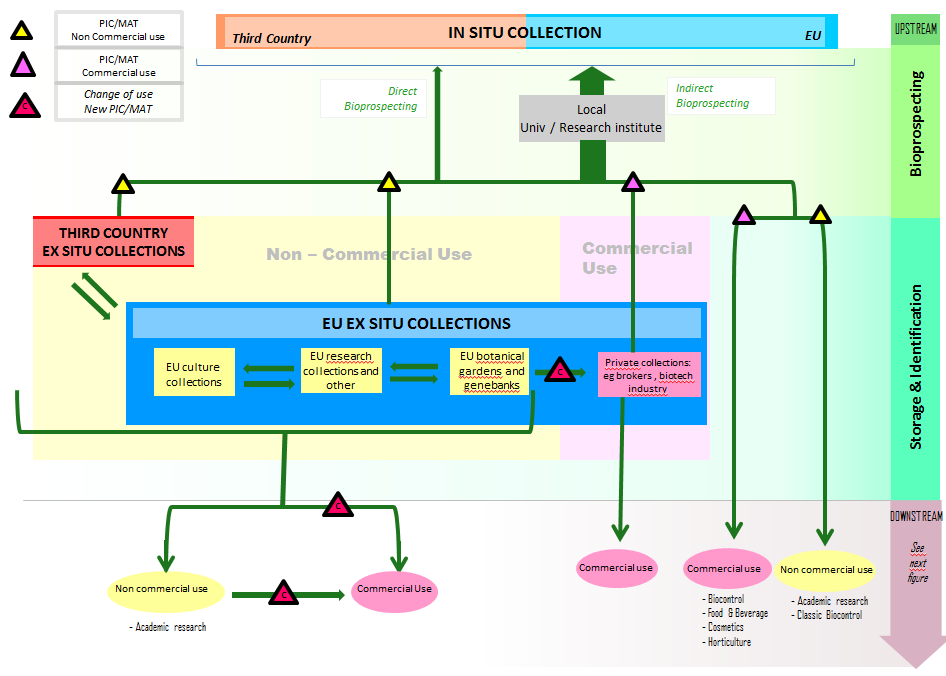 PIC/MAT
Non Commercial use
PIC/MAT
Commercial use
Change of use
New PIC/MAT
C
Third Country
IN SITU COLLECTION
EU
UPSTREAM
Direct
Bioprospecting
Indirect
Bioprospecting
Local
Univ / Research institute
Bioprospecting
THIRD COUNTRY
EX SITU COLLECTIONS
Non – Commercial Use
Commercial
Use
EU EX SITU COLLECTIONS
EU culture
collections
EU research
collections and
other
EU botanical
gardens and
genebanks
C
Private collections:
eg brokers , biotech
industry
Storage & Identification
C
DOWNSTREAM
See
next
figure
Non commercial use
C
Commercial Use
- Academic research
Commercial use
Commercial use
- Biocontrol
- Food & Beverage
- Cosmetics
- Horticulture
Non commercial use
- Academic research
- Classic Biocontrol